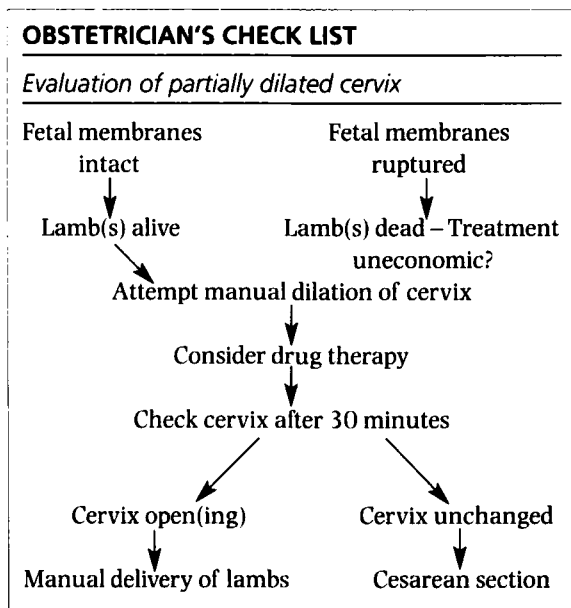 OBSTETRICIAN'S CHECK LIST
Evaluation of partially dilated cervix
Fetal membranes
intact
Fetal membranes
ruptured
Lamb(s) alive
Lamb(s) dead – Treatment
uneconomic?
Attempt manual dilation of cervix
Consider drug therapy
Check cervix after 30 minutes
Cervix open(ing)
Cervix unchanged
Manual delivery of lambs
Cesarean section